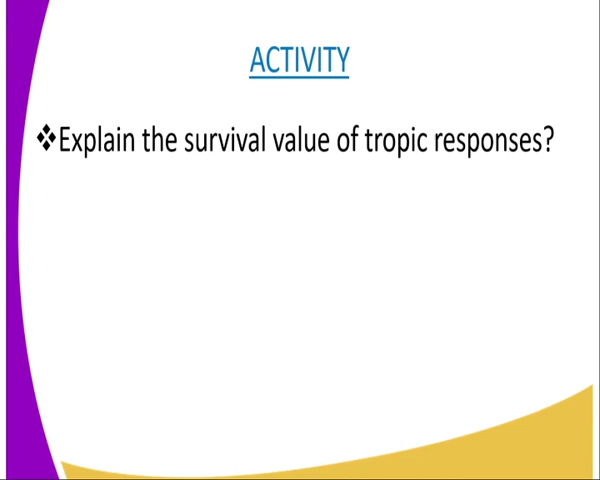 ACTIVITY
❖Explain the survival value of tropic responses?